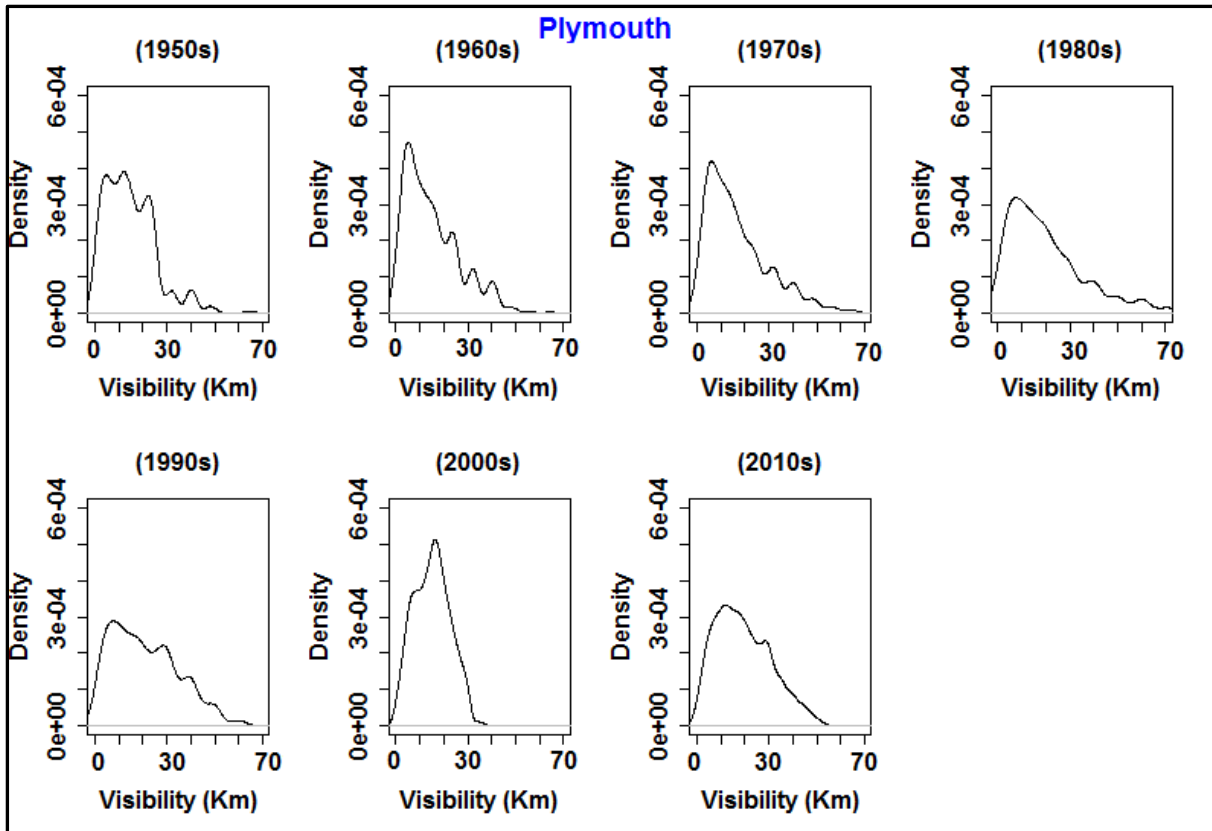 Plymouth
(1950s) (1960s) (1970s) (1980s)
Density 0e+00 3e-04 6e-04
0 30 70
Visibility (Km)
Density 0e+00 3e-04 6e-04
0 30 70
Visibility (Km)
Density 0e+00 3e-04 6e-04
0 30 70
Visibility (Km)
Density 0e+00 3e-04 6e-04
0 30 70
Visibility (Km)
(1990s) (2000s) (2010s)
Density 0e+00 3e-04 6e-04
0 30 70
Visibility (Km)
Density 0e+00 3e-04 6e-04
0 30 70
Visibility (Km)
Density 0e+00 3e-04 6e-04
0 30 70
Visibility (Km)